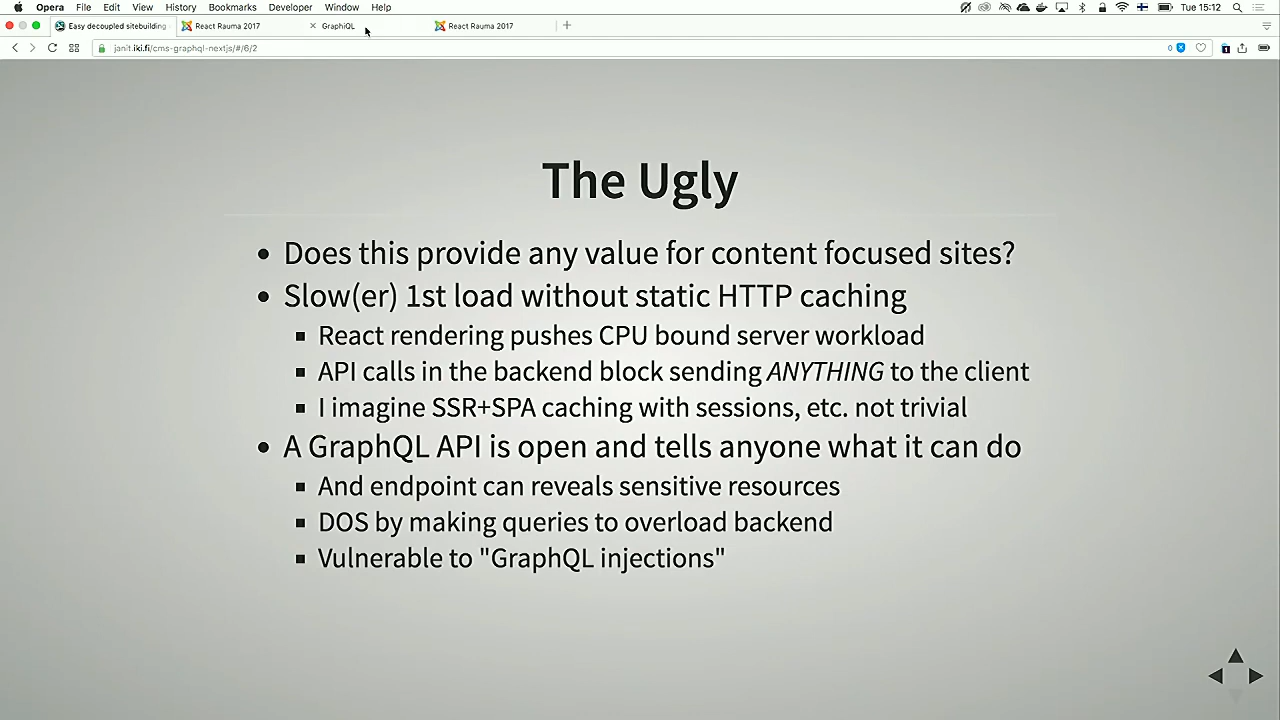 Opera File Edit View History Bookmarks Developer Window Help Tue 15:12
Easy decoupled sitebuilding React Rauma 2017 GraphiQL React Rauma 2017
janit.iki.fi/cms-graphql-nextjs/#/6/2 0
The Ugly
Does this provide any value for content focused sites?
Slow(er) 1st load without static HTTP caching
React rendering pushes CPU bound server workload
API calls in the backend block sending ANYTHING to the client
I imagine SSR+SPA caching with sessions, etc. not trivial
A GraphQL API is open and tells anyone what it can do
And endpoint can reveals sensitive resources
DOS by making queries to overload backend
Vulnerable to "GraphQL injections"